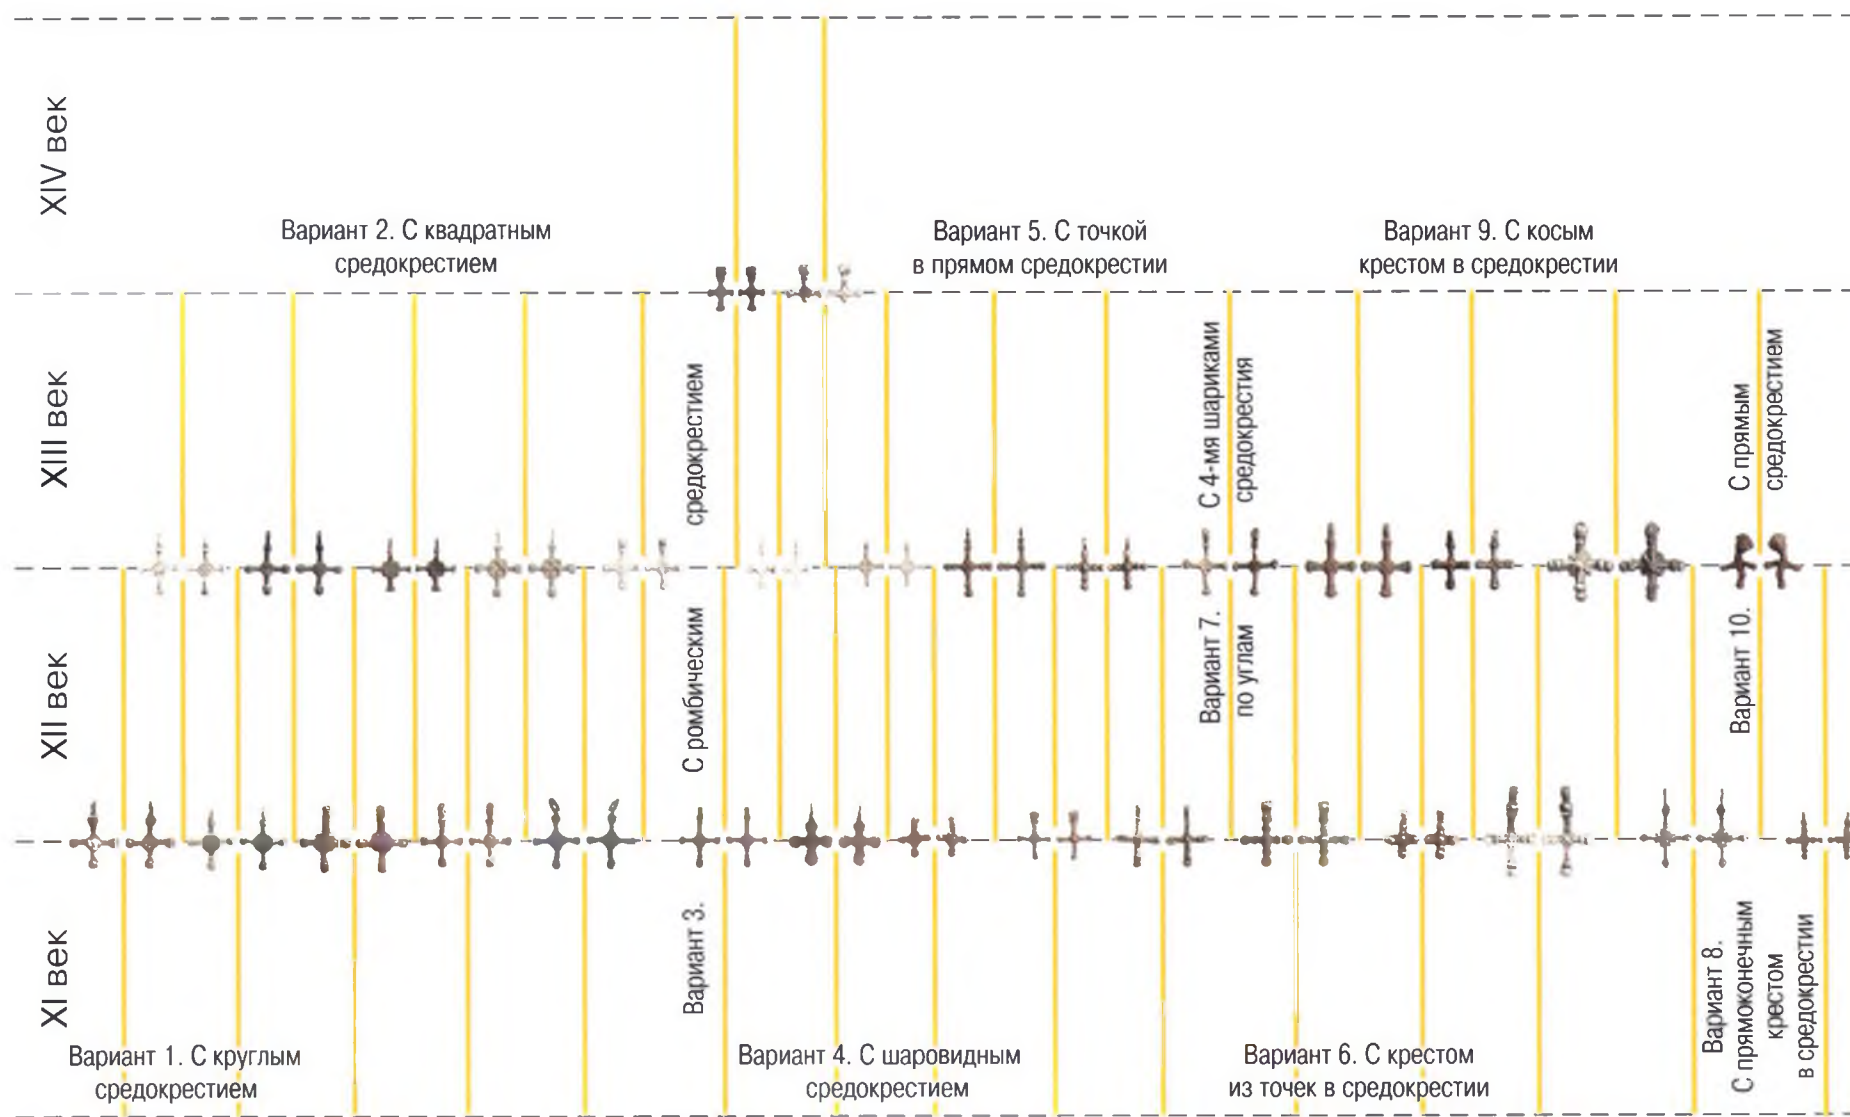 XIV век
Вариант 2. С квадратным
средокрестием
Вариант 5. С точкой
в прямом средокрестии
Вариант 9. С косым
крестом в средокрестии
XIII век
XII век
XI век
Вариант 3. С ромбическим средокрестием
Вариант 7. С 4-мя шариками
по углам средокрестия
Вариант 10. С прямым
средокрестием
Вариант 1. С круглым
средокрестием
Вариант 4. С шаровидным
средокрестием
Вариант 6. С крестом
из точек в средокрестии
Вариант 8.
С прямоконечным
крестом
в средокрестии